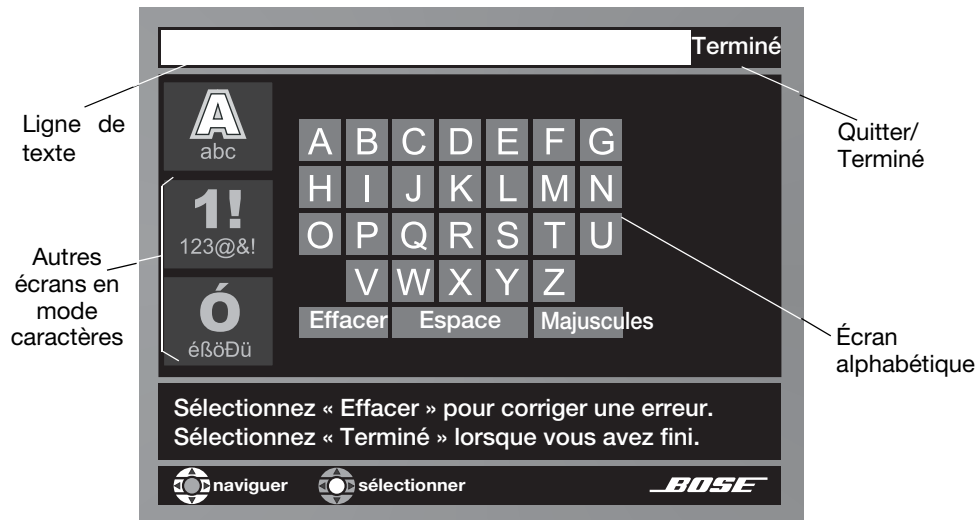 Terminé
Ligne de
texte
A
abc
Quitter/
Terminé
A B C D E F G
H I J K L M N
1!
123@&!
O P Q R S T U
Autres
écrans en
mode
caractères
V W X Y Z
Ó
éßöÐü
Effacer Espace Majuscules
Écran
alphabétique
Sélectionnez « Effacer » pour corriger une erreur.
Sélectionnez « Terminé » lorsque vous avez fini.
naviguer sélectionner BOSE